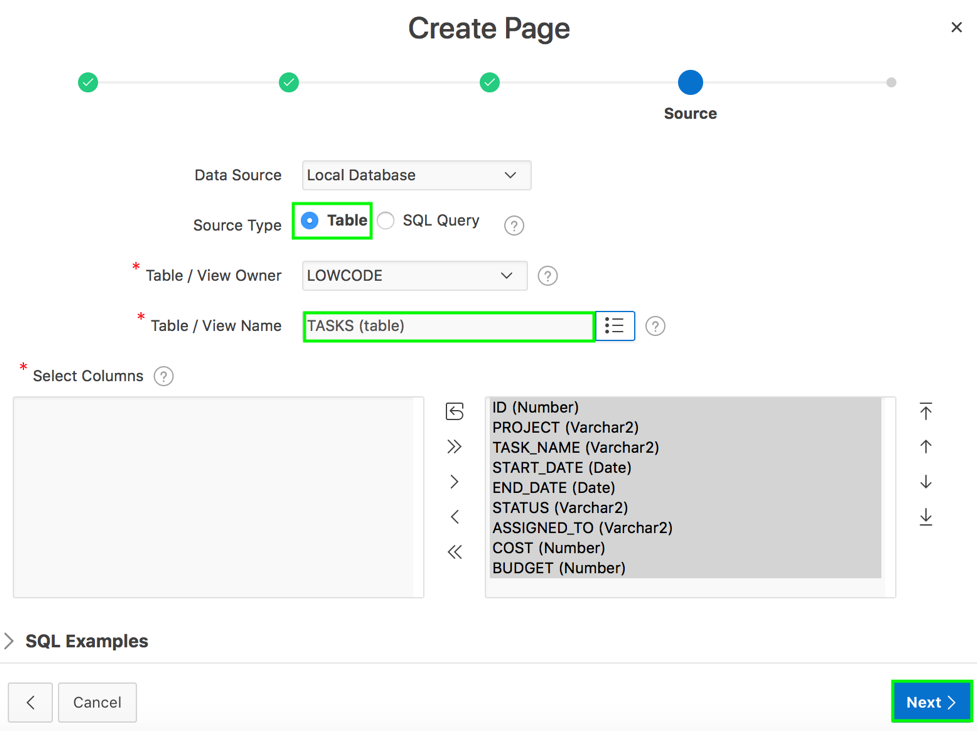 Create Page
Source
Data Source Local Database
Source Type Table SQL Query ?
* Table / View Owner LOWCODE ?
* Table / View Name TASKS (table) ?
* Select Columns ?
ID (Number)
PROJECT (Varchar2)
TASK_NAME (Varchar2)
START_DATE (Date)
END_DATE (Date)
STATUS (Varchar2)
ASSIGNED_TO (Varchar2)
COST (Number)
BUDGET (Number)
SQL Examples
Cancel Next